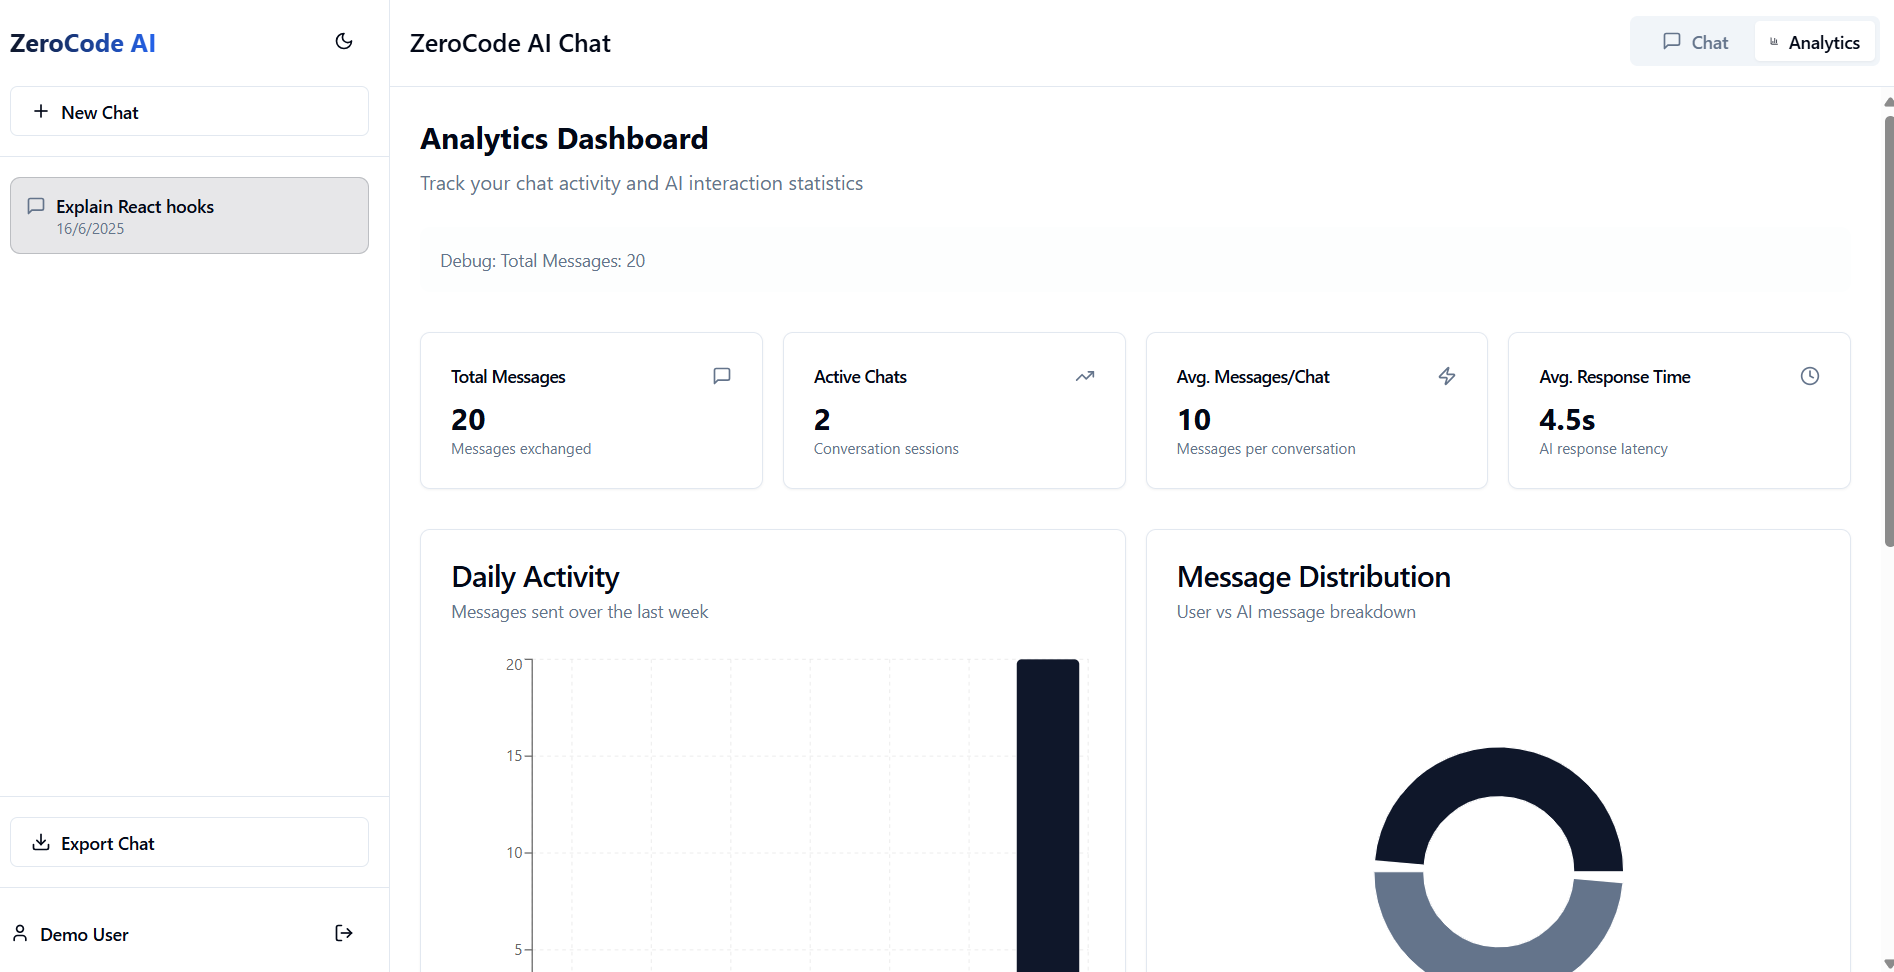 ZeroCode AI
New Chat
Explain React hooks
16/6/2025
Export Chat
Demo User
ZeroCode AI Chat
Chat
Analytics
Analytics Dashboard
Track your chat activity and AI interaction statistics
Debug: Total Messages: 20
Total Messages
20
Messages exchanged
Active Chats
2
Conversation sessions
Avg. Messages/Chat
10
Messages per conversation
Avg. Response Time
4.5s
AI response latency
Daily Activity
Messages sent over the last week
20
15
10
5
Message Distribution
User vs AI message breakdown